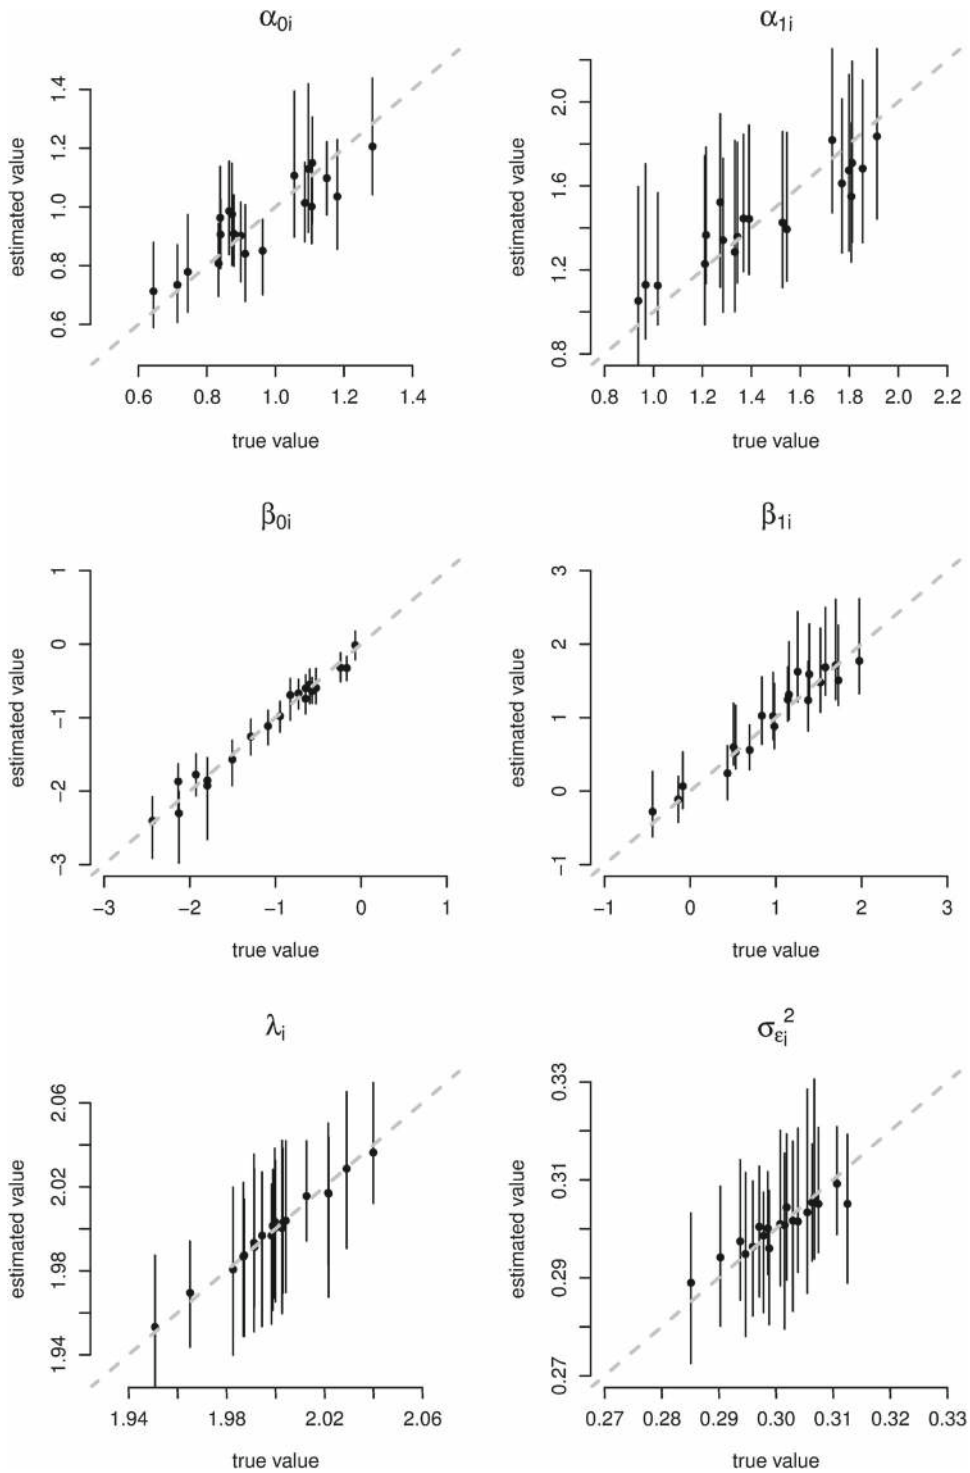 α0i
estimated value
0.6 0.8 1.0 1.2 1.4
0.6 0.8 1.0 1.2 1.4
true value
α1i
estimated value
0.8 1.2 1.6 2.0
0.8 1.0 1.2 1.4 1.6 1.8 2.0 2.2
true value
β0i
estimated value
−3 −2 −1 0 1
−3 −2 −1 0 1
true value
β1i
estimated value
−1 0 1 2 3
−1 0 1 2 3
true value
λi
estimated value
1.94 1.98 2.02 2.06
1.94 1.98 2.02 2.06
true value
σεi2
estimated value
0.27 0.29 0.31 0.33
0.27 0.28 0.29 0.30 0.31 0.32 0.33
true value